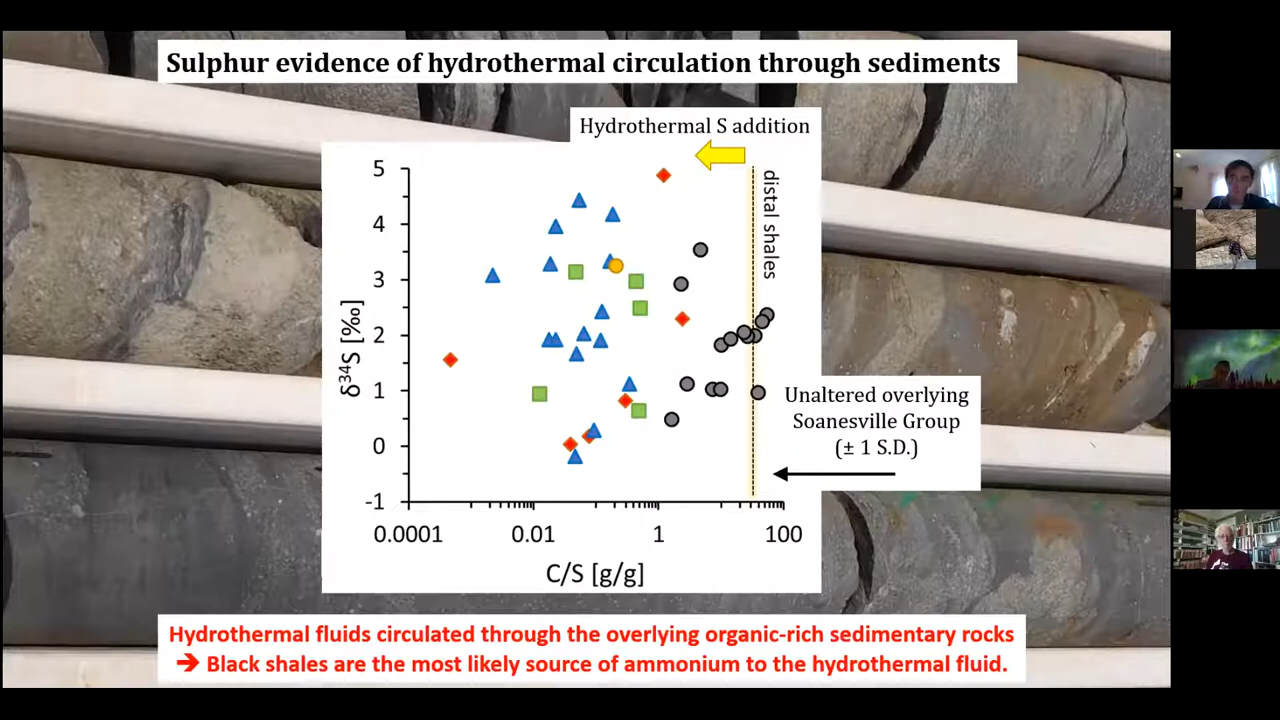 Sulphur evidence of hydrothermal circulation through sediments
Hydrothermal S addition
distal shales
5
4
3
2
1
0
-1
δ³⁴S [‰]
0.0001
0.01
1
100
C/S [g/g]
Unaltered overlying
Soanesville Group
(± 1 S.D.)
Hydrothermal fluids circulated through the overlying organic-rich sedimentary rocks
➔ Black shales are the most likely source of ammonium to the hydrothermal fluid.